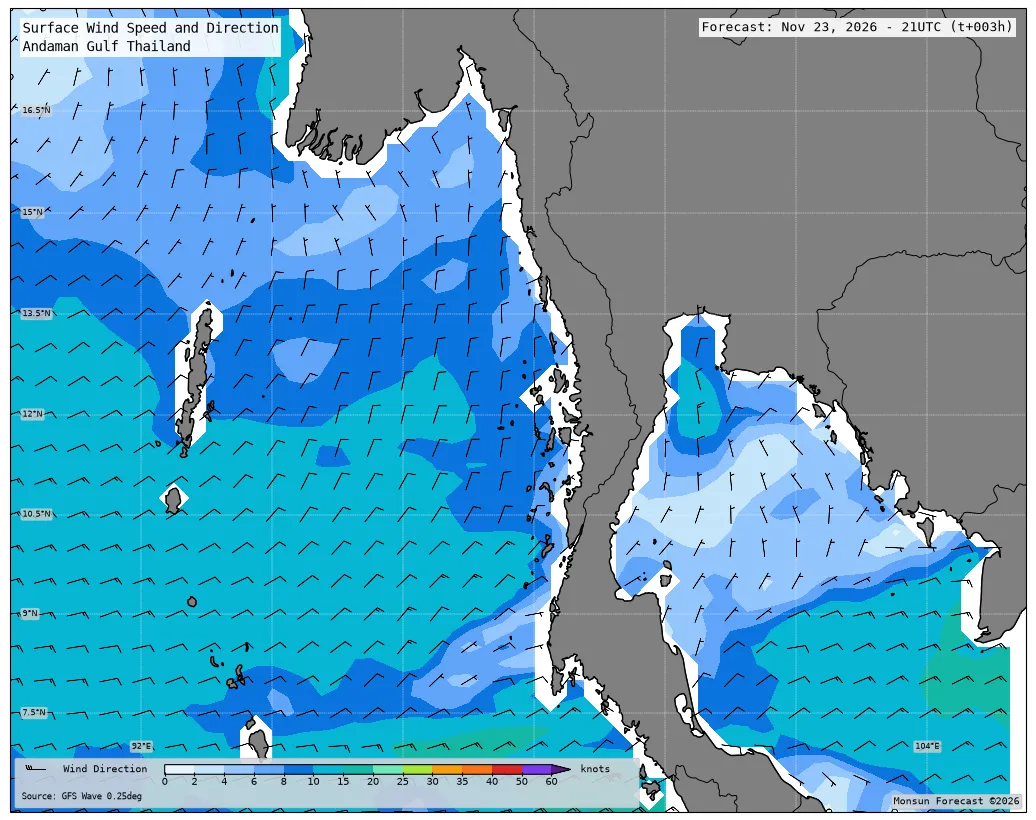 Surface Wind Speed and Direction
Andaman Gulf Thailand
Forecast: Nov 23, 2026 - 21UTC (t+003h)
16.5°N
15°N
13.5°N
12°N
10.5°N
9°N
7.5°N
92°E
104°E
Wind Direction
0 2 4 6 8 10 15 20 25 30 35 40 50 60 knots
Source: GFS Wave 0.25deg
Monsun Forecast ©2026